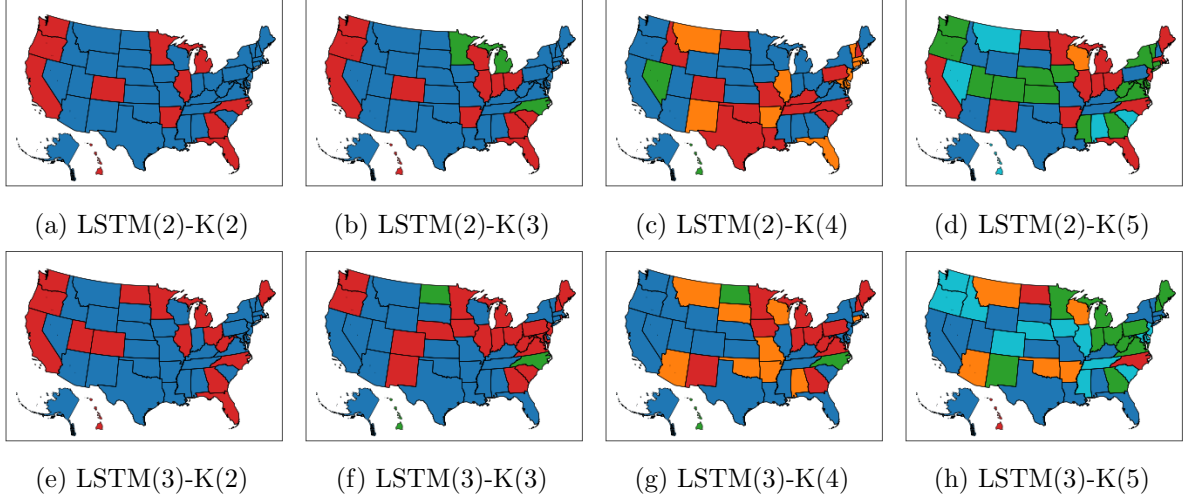 (a) LSTM(2)-K(2)
(b) LSTM(2)-K(3)
(c) LSTM(2)-K(4)
(d) LSTM(2)-K(5)
(e) LSTM(3)-K(2)
(f) LSTM(3)-K(3)
(g) LSTM(3)-K(4)
(h) LSTM(3)-K(5)